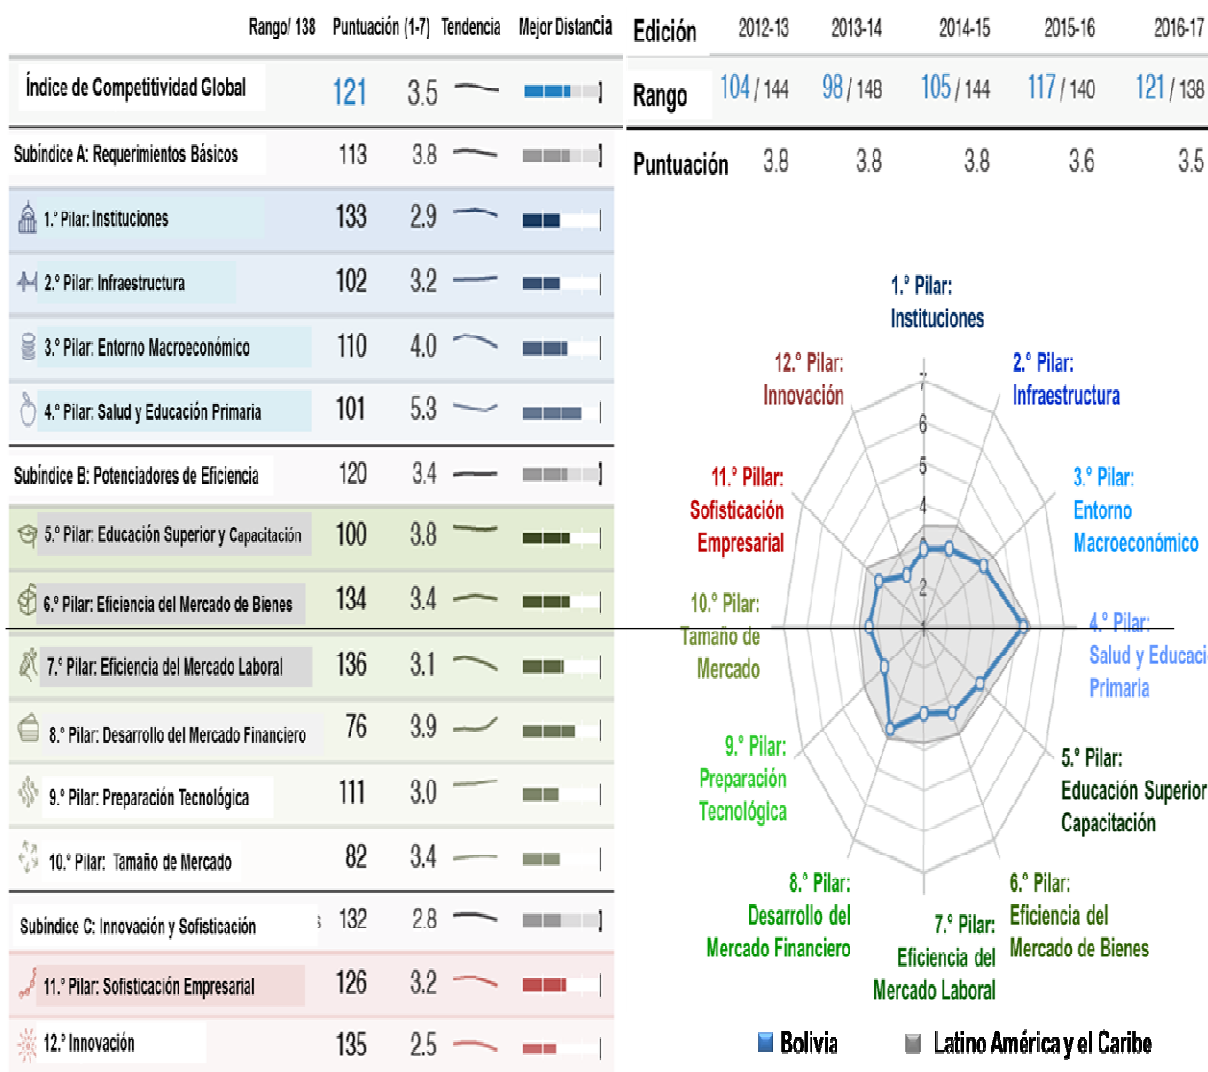 Rango/ 138 Puntuación (1-7) Tendencia Mejor Distancia
Índice de Competitividad Global 121 3.5
Subíndice A: Requerimientos Básicos 113 3.8
1.º Pilar: Instituciones 133 2.9
2.º Pilar: Infraestructura 102 3.2
3.º Pilar: Entorno Macroeconómico 110 4.0
4.º Pilar: Salud y Educación Primaria 101 5.3
Subíndice B: Potenciadores de Eficiencia 120 3.4
5.º Pilar: Educación Superior y Capacitación 100 3.8
6.º Pilar: Eficiencia del Mercado de Bienes 134 3.4
7.º Pilar: Eficiencia del Mercado Laboral 136 3.1
8.º Pilar: Desarrollo del Mercado Financiero 76 3.9
9.º Pilar: Preparación Tecnológica 111 3.0
10.º Pilar: Tamaño de Mercado 82 3.4
Subíndice C: Innovación y Sofisticación s 132 2.8
11.º Pilar: Sofisticación Empresarial 126 3.2
12.º Innovación 135 2.5
Edición 2012-13 2013-14 2014-15 2015-16 2016-17
Rango 104 / 144 98 / 148 105 / 144 117 / 140 121 / 138
Puntuación 3.8 3.8 3.8 3.6 3.5
1.º Pilar:
Instituciones
2.º Pilar:
Infraestructura
3.º Pilar:
Entorno
Macroeconómico
4.º Pilar:
Salud y Educaci
Primaria
5.º Pilar:
Educación Superior
Capacitación
6.º Pilar:
Eficiencia del
Mercado de Bienes
7.º Pilar:
Eficiencia del
Mercado Laboral
8.º Pilar:
Desarrollo del
Mercado Financiero
9.º Pilar:
Preparación
Tecnológica
10.º Pilar:
Tamaño de
Mercado
11.º Pillar:
Sofisticación
Empresarial
12.º Pilar:
Innovación
7
6
5
4
2
1
Bolivia
Latino América y el Caribe